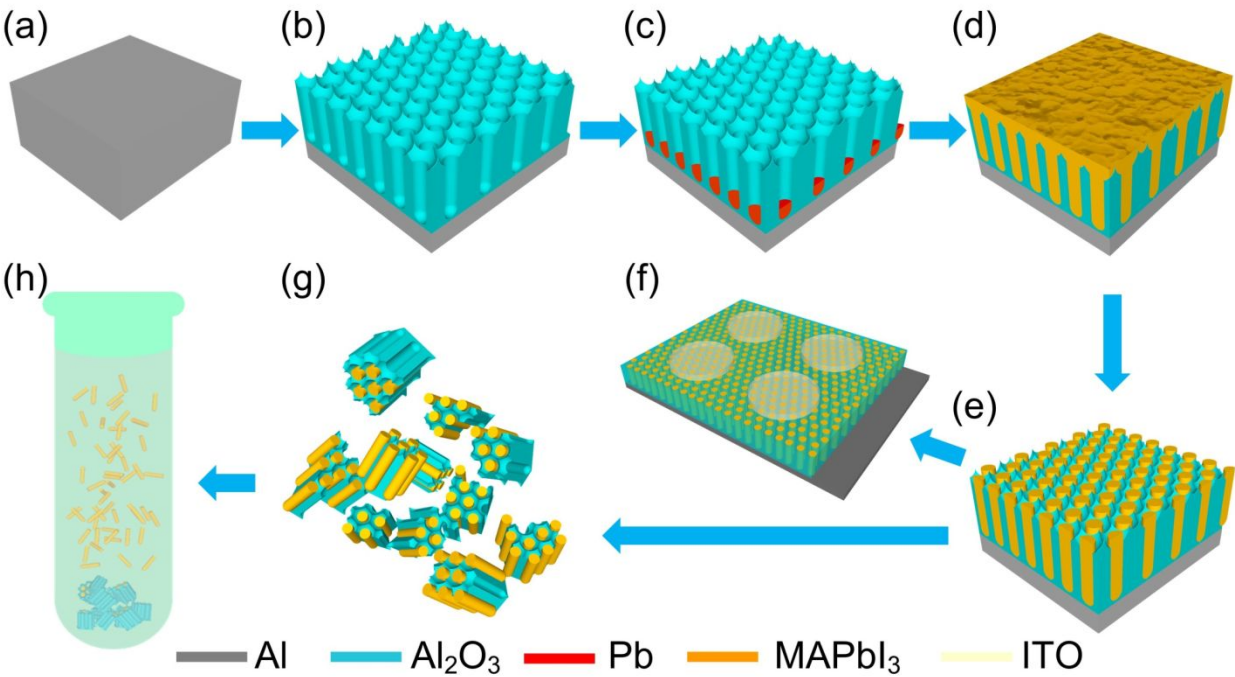 (a)
(b)
(c)
(d)
(h)
(g)
(f)
(e)
Al
Al₂O₃
Pb
MAPbI₃
ITO